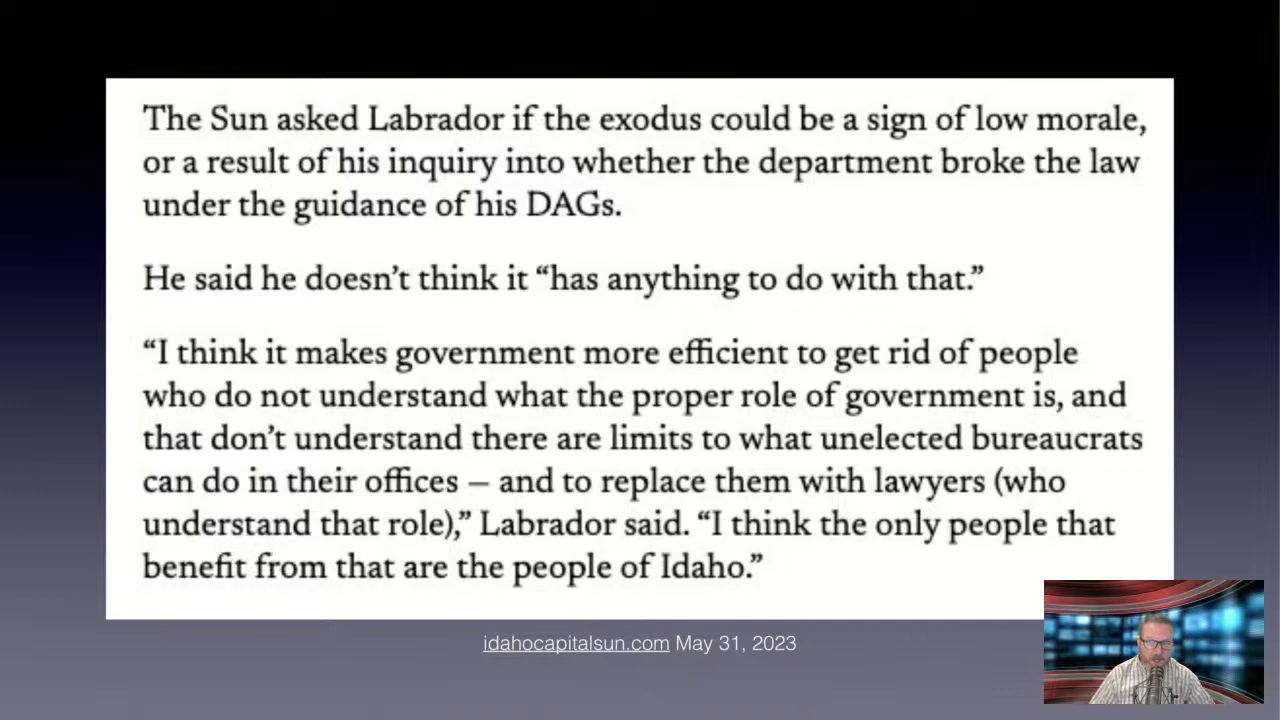 The Sun asked Labrador if the exodus could be a sign of low morale,
or a result of his inquiry into whether the department broke the law
under the guidance of his DAGs.
He said he doesn’t think it “has anything to do with that.”
“I think it makes government more efficient to get rid of people
who do not understand what the proper role of government is, and
that don’t understand there are limits to what unelected bureaucrats
can do in their offices — and to replace them with lawyers (who
understand that role),” Labrador said. “I think the only people that
benefit from that are the people of Idaho.”
idahocapitalsun.com May 31, 2023